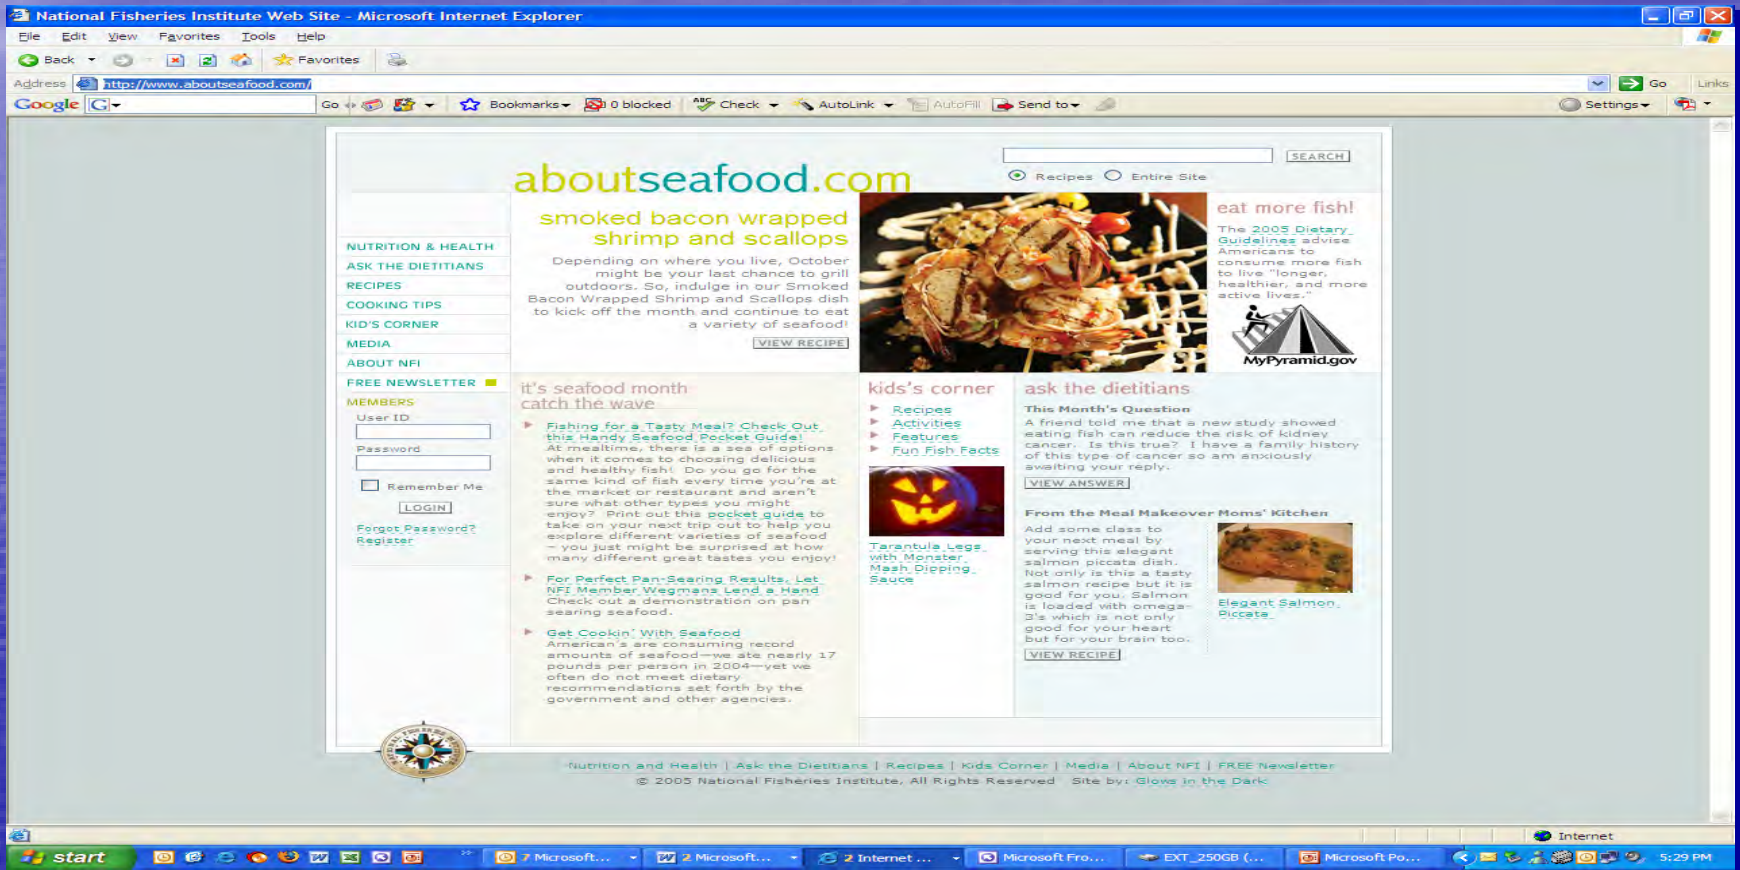 National Fisheries Institute Web Site - Microsoft Internet Explorer
File Edit View Favorites Tools Help
Back Favorites
Address http://www.aboutseafood.com/ Go Links
Google G Go Bookmarks 0 blocked ABC Check AutoLink AutoFill Send to Settings
SEARCH
Recipes Entire Site
aboutseafood.com
NUTRITION & HEALTH
ASK THE DIETITIANS
RECIPES
COOKING TIPS
KID'S CORNER
MEDIA
ABOUT NFI
FREE NEWSLETTER
MEMBERS
User ID
Password
Remember Me
LOGIN
Forgot Password?
Register
smoked bacon wrapped
shrimp and scallops
Depending on where you live, October
might be your last chance to grill
outdoors. So, indulge in our Smoked
Bacon Wrapped Shrimp and Scallops dish
to kick off the month and continue to eat
a variety of seafood!
VIEW RECIPE
eat more fish!
The 2005 Dietary
Guidelines advise
Americans to
consume more fish
to live "longer,
healthier, and more
active lives."
MyPyramid.gov
it's seafood month
catch the wave
Fishing for a Tasty Meal? Check Out
this Handy Seafood Pocket Guide!
At mealtime, there is a sea of options
when it comes to choosing delicious
and healthy fish! Do you go for the
same kind of fish every time you're at
the market or restaurant and aren't
sure what other types you might
enjoy? Print out this pocket guide to
take on your next trip out to help you
explore different varieties of seafood
– you just might be surprised at how
many different great tastes you enjoy!
For Perfect Pan-Searing Results, Let
NFI Member Wegmans Lend a Hand
Check out a demonstration on pan
searing seafood.
Get Cookin' With Seafood
American's are consuming record
amounts of seafood—we ate nearly 17
pounds per person in 2004—yet we
often do not meet dietary
recommendations set forth by the
government and other agencies.
kids's corner
Recipes
Activities
Features
Fun Fish Facts
Tarantula Legs
with Monster
Mash Dipping
Sauce
ask the dietitians
This Month's Question
A friend told me that a new study showed
eating fish can reduce the risk of kidney
cancer. Is this true? I have a family history
of this type of cancer so am anxiously
awaiting your reply.
VIEW ANSWER
From the Meal Makeover Moms' Kitchen
Add some class to
your next meal by
serving this elegant
salmon piccata dish.
Not only is this a tasty
salmon recipe but it is
good for you. Salmon
is loaded with omega-
3's which is not only
good for your heart
but for your brain too.
VIEW RECIPE
Elegant Salmon
Piccata
Nutrition and Health | Ask the Dietitians | Recipes | Kids Corner | Media | About NFI | FREE Newsletter
© 2005 National Fisheries Institute, All Rights Reserved Site by: Glows in the Dark
Internet
start 7 Microsoft... 2 Microsoft... 2 Internet ... Microsoft Fro... EXT_250GB (... Microsoft Po... 5:29 PM